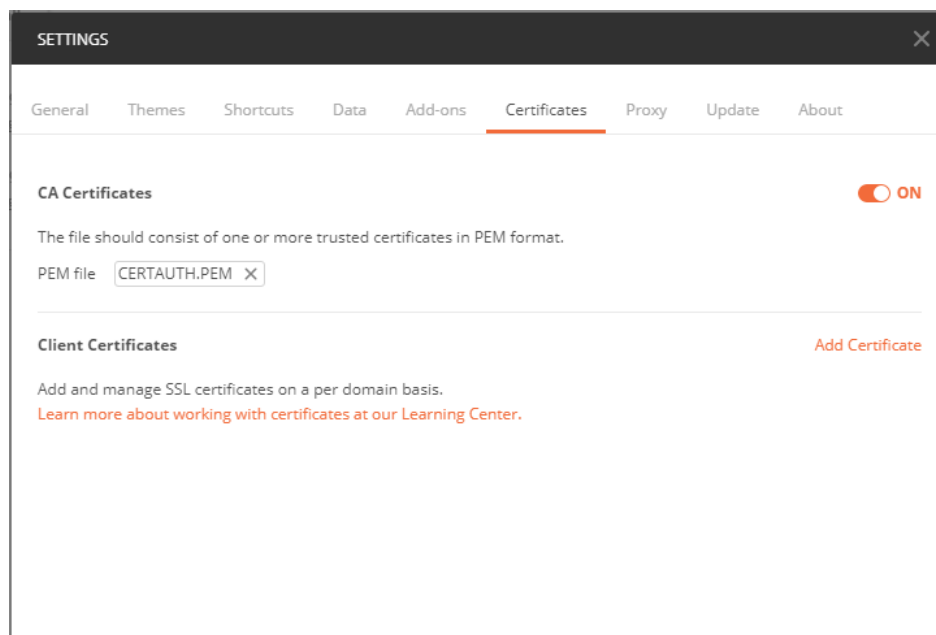 SETTINGS
General Themes Shortcuts Data Add-ons Certificates Proxy Update About
CA Certificates ON
The file should consist of one or more trusted certificates in PEM format.
PEM file CERTAUTH.PEM
Client Certificates Add Certificate
Add and manage SSL certificates on a per domain basis.
Learn more about working with certificates at our Learning Center.